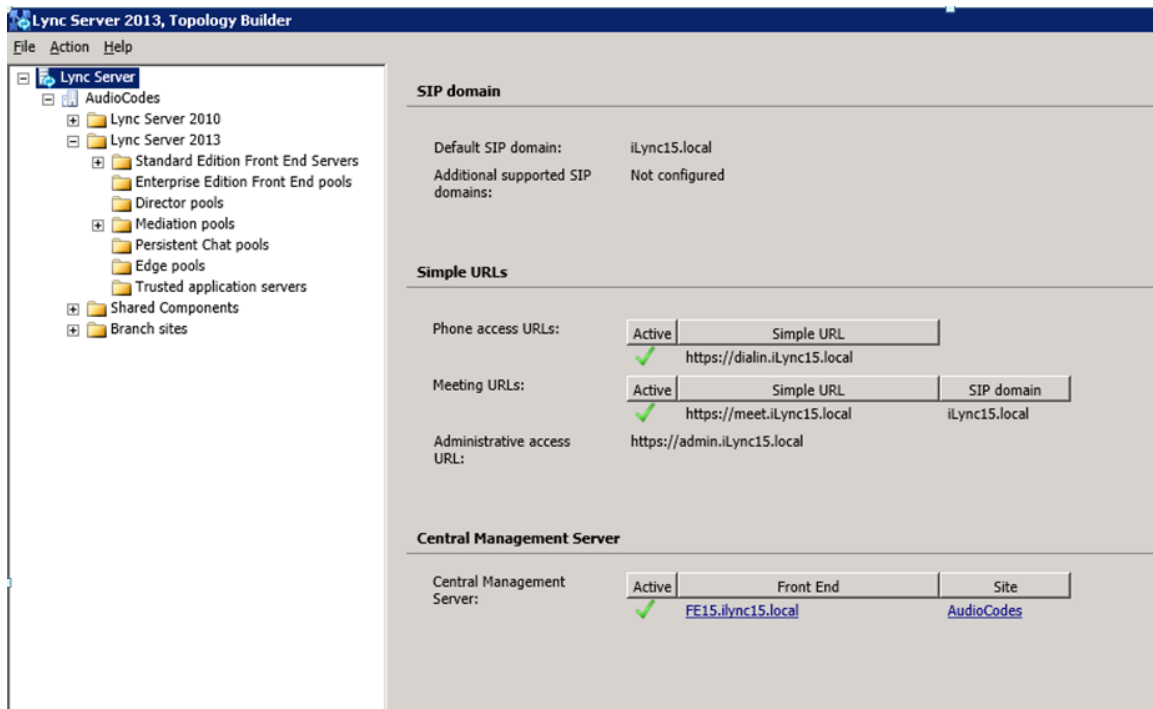 Lync Server 2013, Topology Builder
File Action Help
Lync Server
AudioCodes
Lync Server 2010
Lync Server 2013
Standard Edition Front End Servers
Enterprise Edition Front End pools
Director pools
Mediation pools
Persistent Chat pools
Edge pools
Trusted application servers
Shared Components
Branch sites
SIP domain
Default SIP domain: iLync15.local
Additional supported SIP Not configured
domains:
Simple URLs
Phone access URLs: Active Simple URL
https://dialin.iLync15.local
Meeting URLs: Active Simple URL SIP domain
https://meet.iLync15.local iLync15.local
Administrative access https://admin.iLync15.local
URL:
Central Management Server
Central Management Active Front End Site
Server:
FE15.ilync15.local AudioCodes